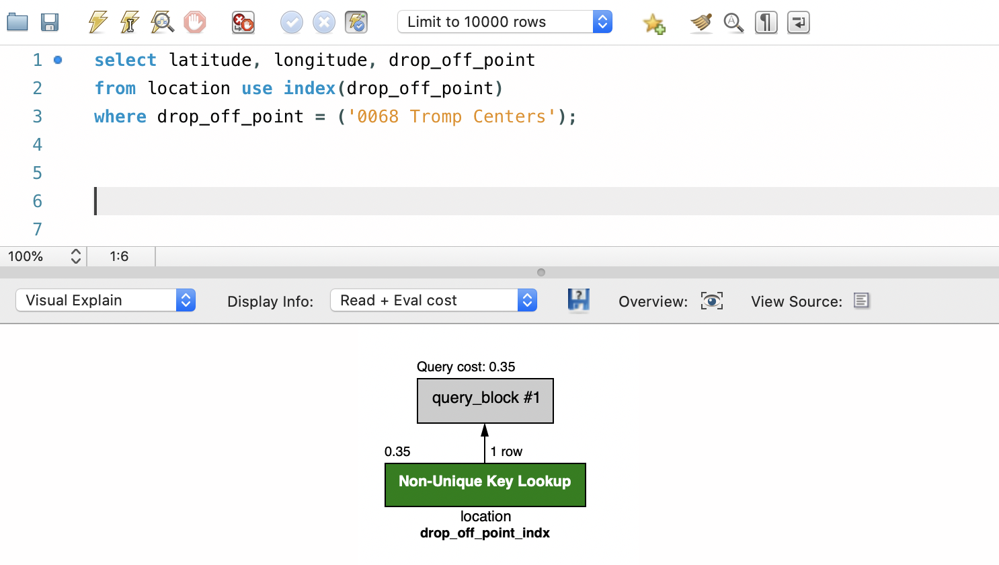 Limit to 10000 rows
1 select latitude, longitude, drop_off_point
2 from location use index(drop_off_point)
3 where drop_off_point = ('0068 Tromp Centers');
4
5
6
7
100% 1:6
Visual Explain Display Info: Read + Eval cost Overview: View Source:
Query cost: 0.35
query_block #1
0.35 1 row
Non-Unique Key Lookup
location
drop_off_point_indx